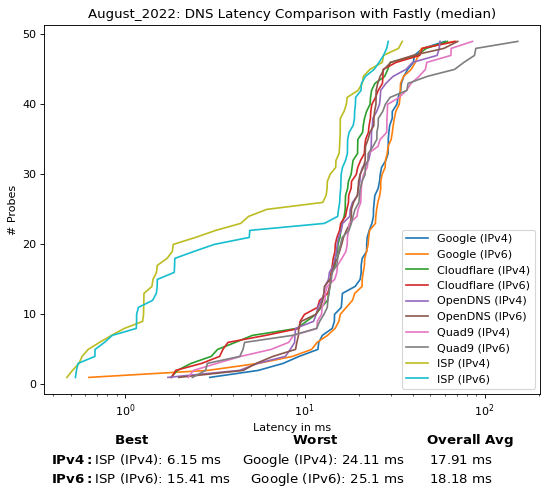 August_2022: DNS Latency Comparison with Fastly (median)
50
40
30
20
10
0
# Probes
Google (IPv4)
Google (IPv6)
Cloudflare (IPv4)
Cloudflare (IPv6)
OpenDNS (IPv4)
OpenDNS (IPv6)
Quad9 (IPv4)
Quad9 (IPv6)
ISP (IPv4)
ISP (IPv6)
10⁰ 10¹ 10²
Latency in ms
Best Worst Overall Avg
IPv4: ISP (IPv4): 6.15 ms Google (IPv4): 24.11 ms 17.91 ms
IPv6: ISP (IPv6): 15.41 ms Google (IPv6): 25.1 ms 18.18 ms